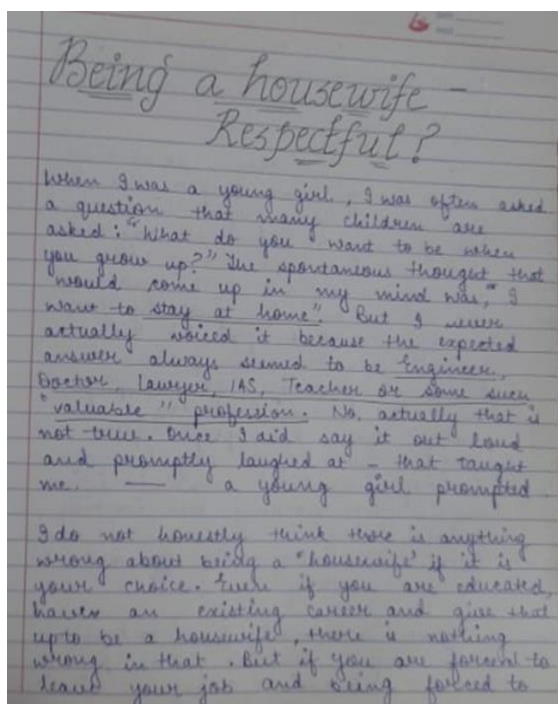 Being a housewife -
Respectful?
When I was a young girl, I was often asked
a question that many children are
asked: "What do you want to be when
you grow up?" The spontaneous thought that
would come up in my mind was, "I
want to stay at home". But I never
actually voiced it because the expected
answer always seemed to be Engineer,
Doctor, Lawyer, IAS, Teacher or some such
"valuable" profession. No, actually that is
not true. Once I did say it out loud
and promptly laughed at - that taught
me. — a young girl prompted.
I do not honestly think there is anything
wrong about being a "housewife" if it is
your choice. Even if you are educated,
have an existing career and give that
up to be a housewife, there is nothing
wrong in that. But if you are forced to
leave your job and being forced to